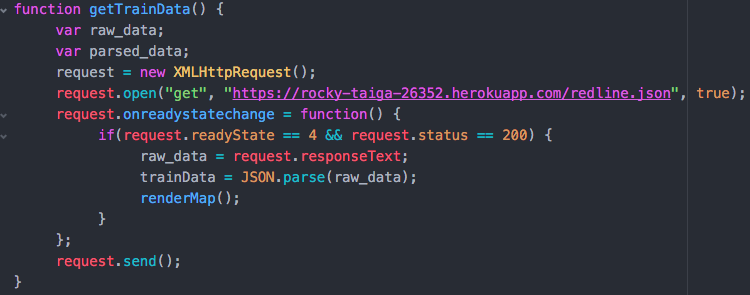 function getTrainData() {
var raw_data;
var parsed_data;
request = new XMLHttpRequest();
request.open("get", "https://rocky-taiga-26352.herokuapp.com/redline.json", true);
request.onreadystatechange = function() {
if(request.readyState == 4 && request.status == 200) {
raw_data = request.responseText;
trainData = JSON.parse(raw_data);
renderMap();
}
};
request.send();
}